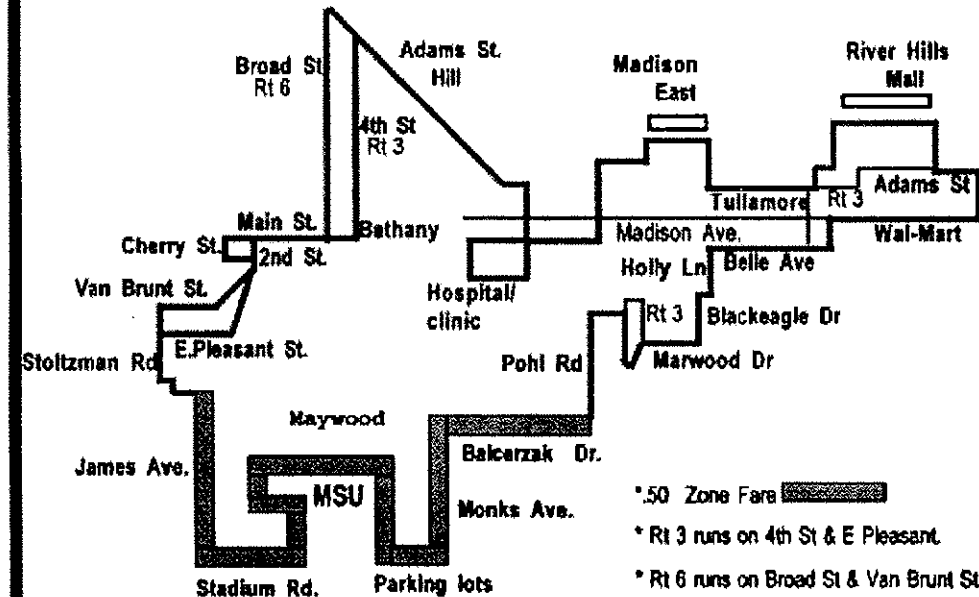 Broad St
Rt 6
Adams St.
Hill
4th St
Rt 3
Madison
East
River Hills
Mall
Main St.
Bethany
Cherry St.
2nd St.
Van Brunt St.
E.Pleasant St.
Stoltzman Rd
Tullamore
Rt 3
Adams St
Madison Ave.
Wal-Mart
Holly Ln
Belle Ave
Hospital/
clinic
Rt 3
Blackeagle Dr
Pohl Rd
Marwood Dr
Maywood
Balcerzak Dr.
James Ave.
MSU
Monks Ave.
Stadium Rd.
Parking lots
*.50 Zone Fare
* Rt 3 runs on 4th St & E Pleasant.
* Rt 6 runs on Broad St & Van Brunt St